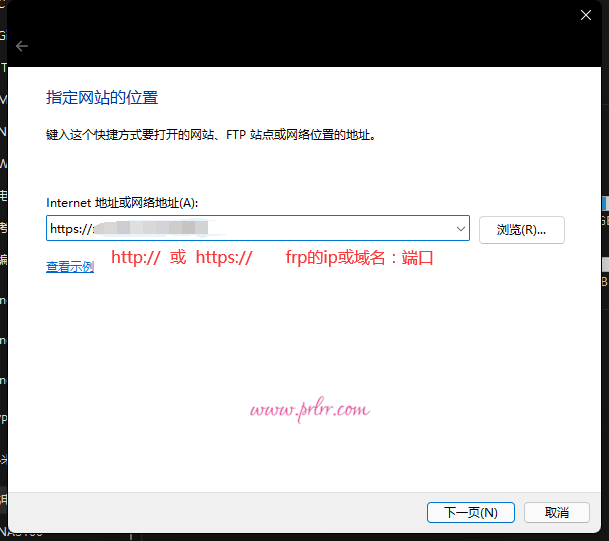 指定网站的位置
键入这个快捷方式要打开的网站、FTP 站点或网络位置的地址。
Internet 地址或网络地址(A):
https://
浏览(R)...
查看示例
http:// 或 https:// frp的ip或域名：端口
www.prlrr.com
下一页(N)
取消